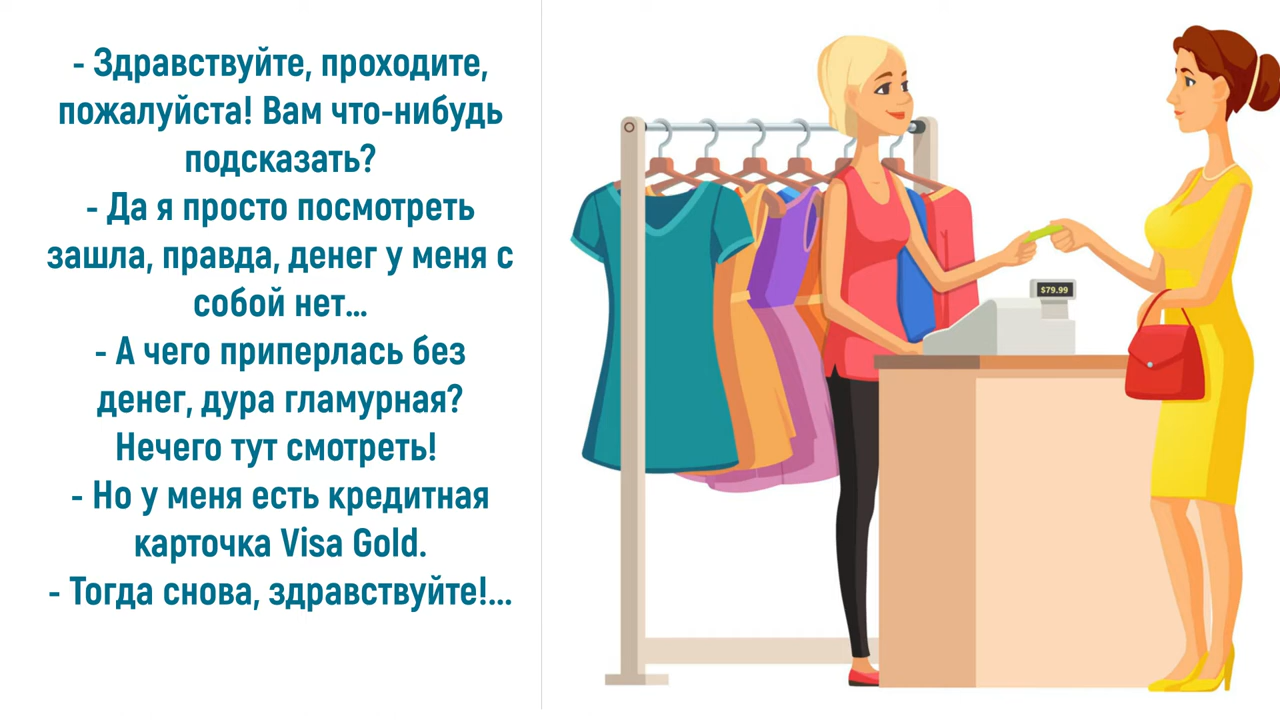 - Здравствуйте, проходите,
пожалуйста! Вам что-нибудь
подсказать?
- Да я просто посмотреть
зашла, правда, денег у меня с
собой нет...
- А чего приперлась без
денег, дура гламурная?
Нечего тут смотреть!
- Но у меня есть кредитная
карточка Visa Gold.
- Тогда снова, здравствуйте!...
$79.99